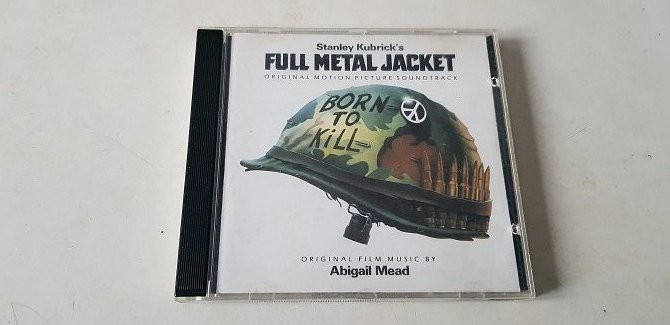 Stanley Kubrick's
FULL METAL JACKET
ORIGINAL MOTION PICTURE SOUNDTRACK
BORN
TO
KiLL
ORIGINAL FILM MUSIC BY
Abigail Mead